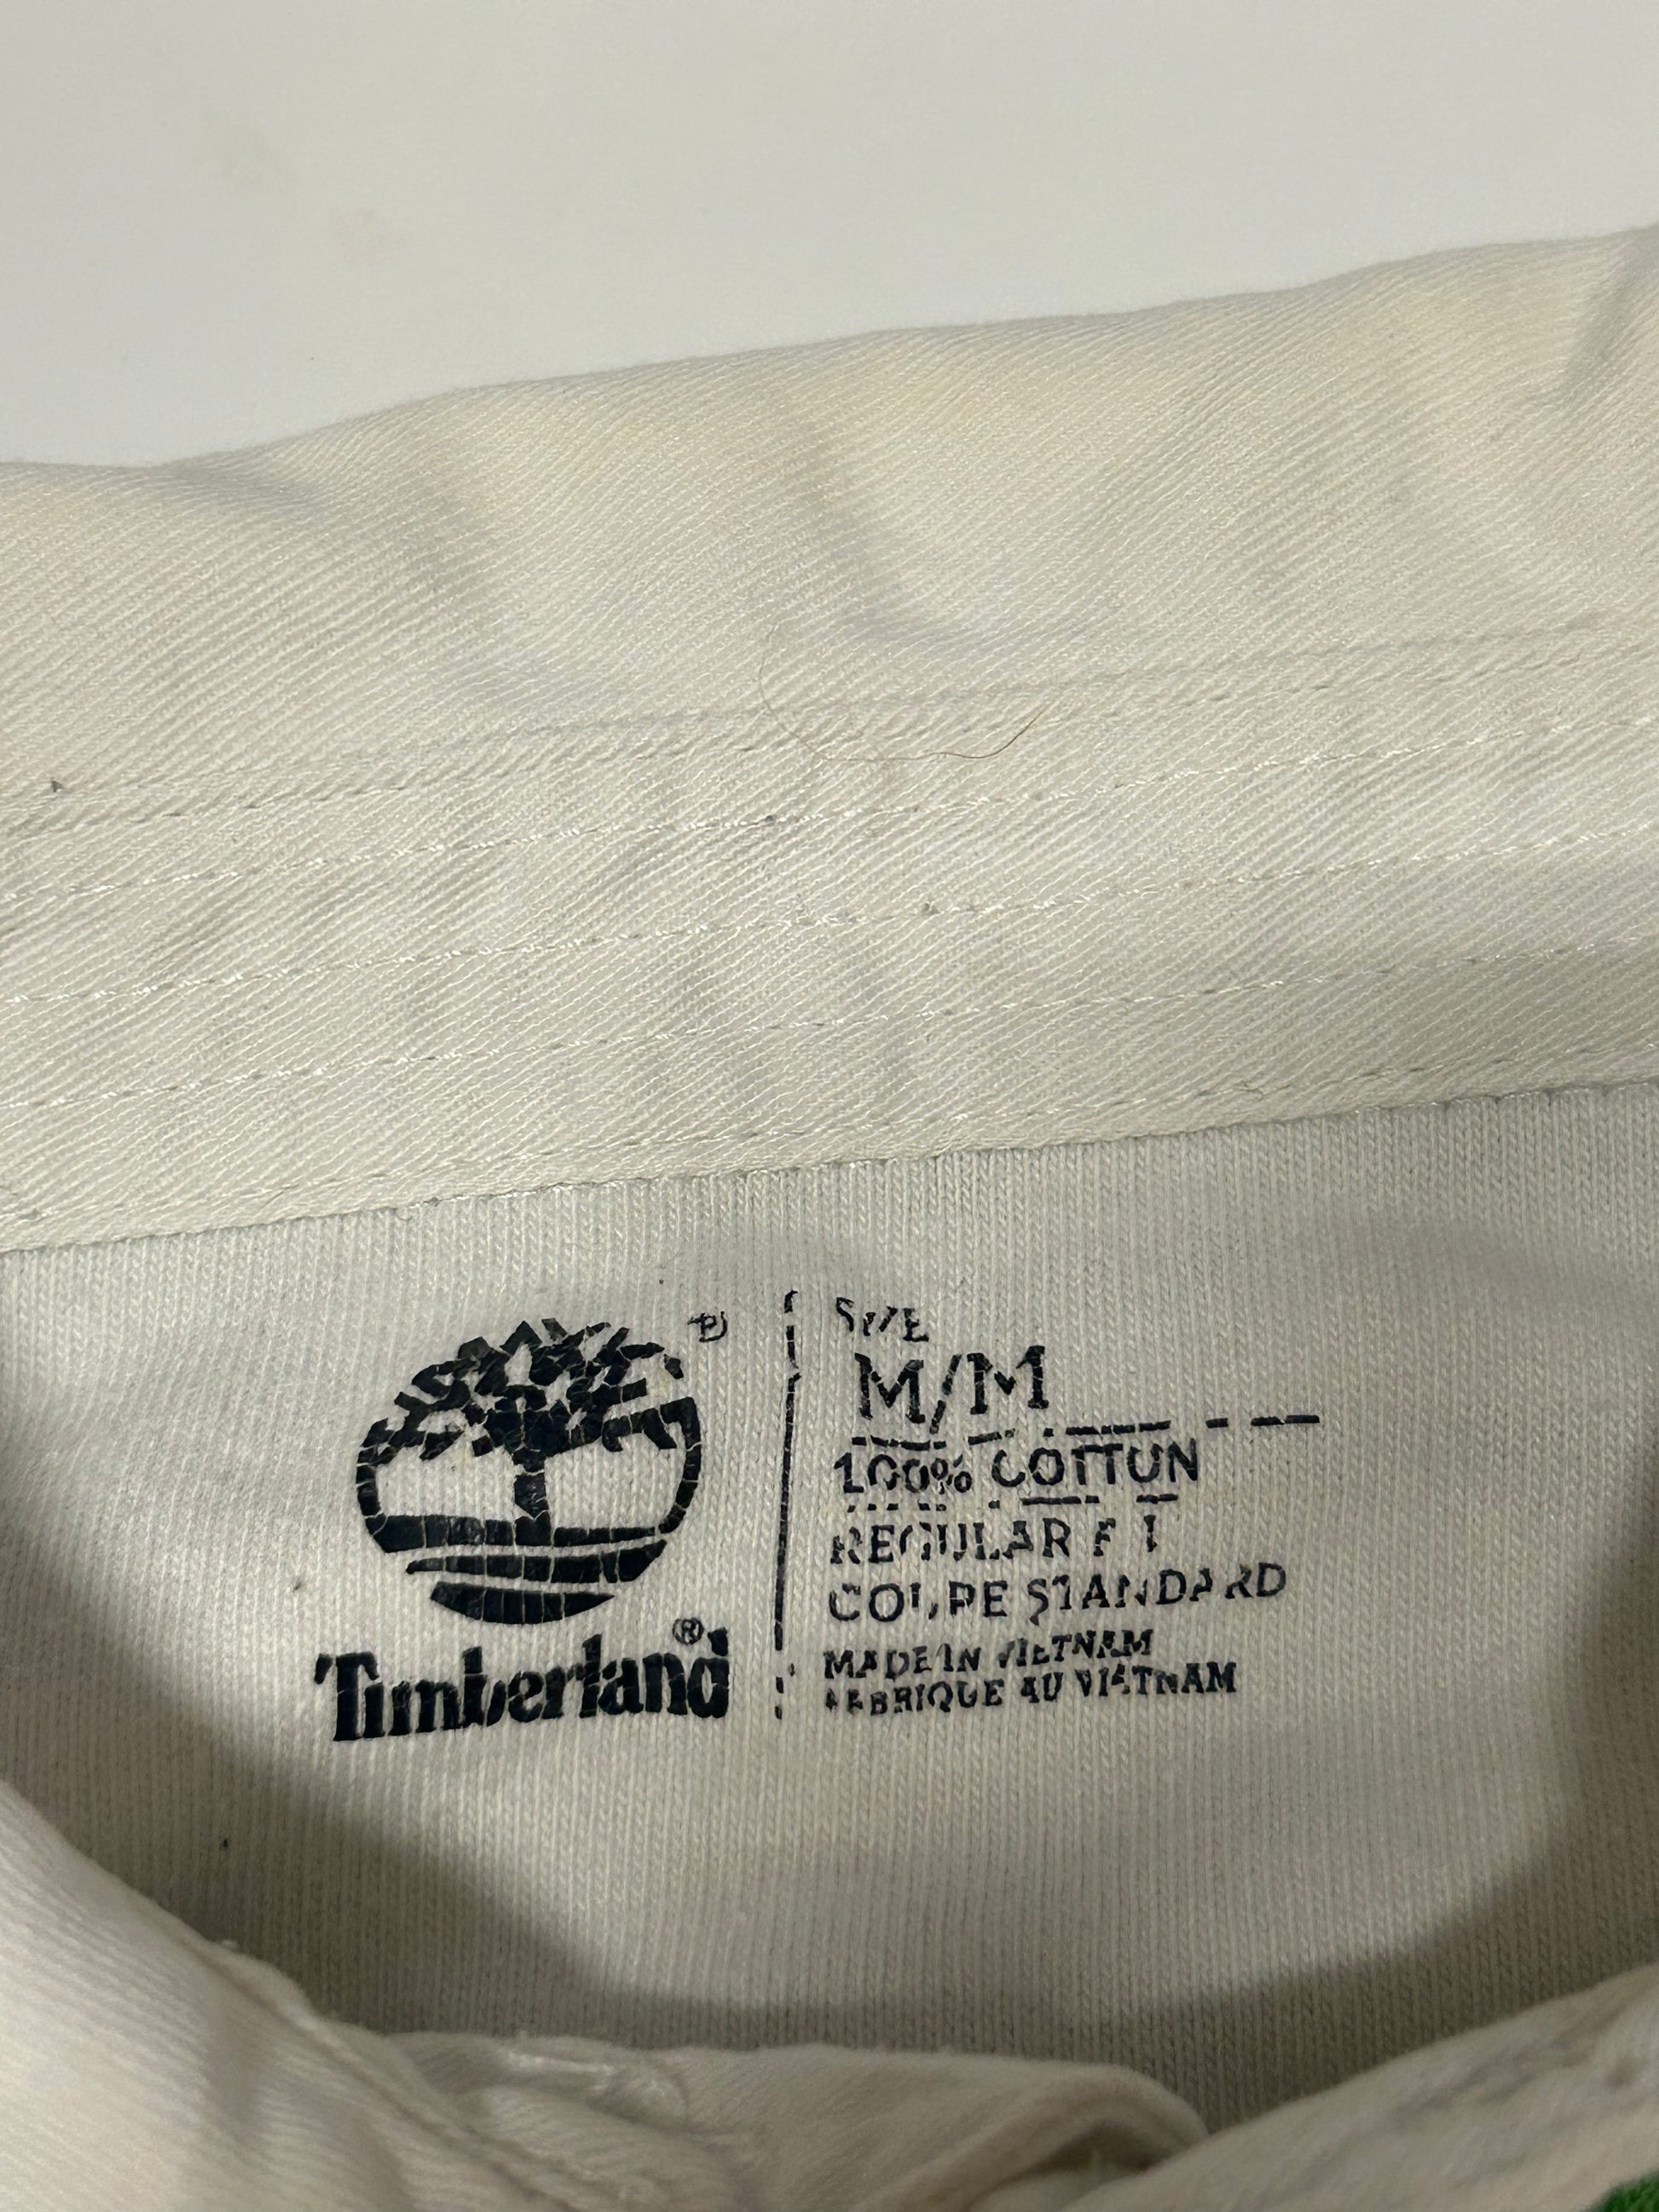 Timberland®
SIZE
M/M
100% COTTON
REGULAR FIT
COUPE STANDARD
MADE IN VIETNAM
FABRIQUE AU VIETNAM